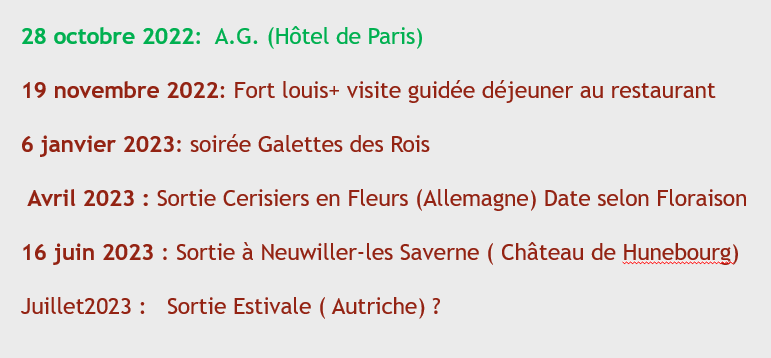 28 octobre 2022:  A.G. (Hôtel de Paris)
19 novembre 2022: Fort louis+ visite guidée déjeuner au restaurant
6 janvier 2023: soirée Galettes des Rois
Avril 2023 : Sortie Cerisiers en Fleurs (Allemagne) Date selon Floraison
16 juin 2023 : Sortie à Neuwiller-les Saverne ( Château de Hunebourg)
Juillet2023 :   Sortie Estivale ( Autriche) ?